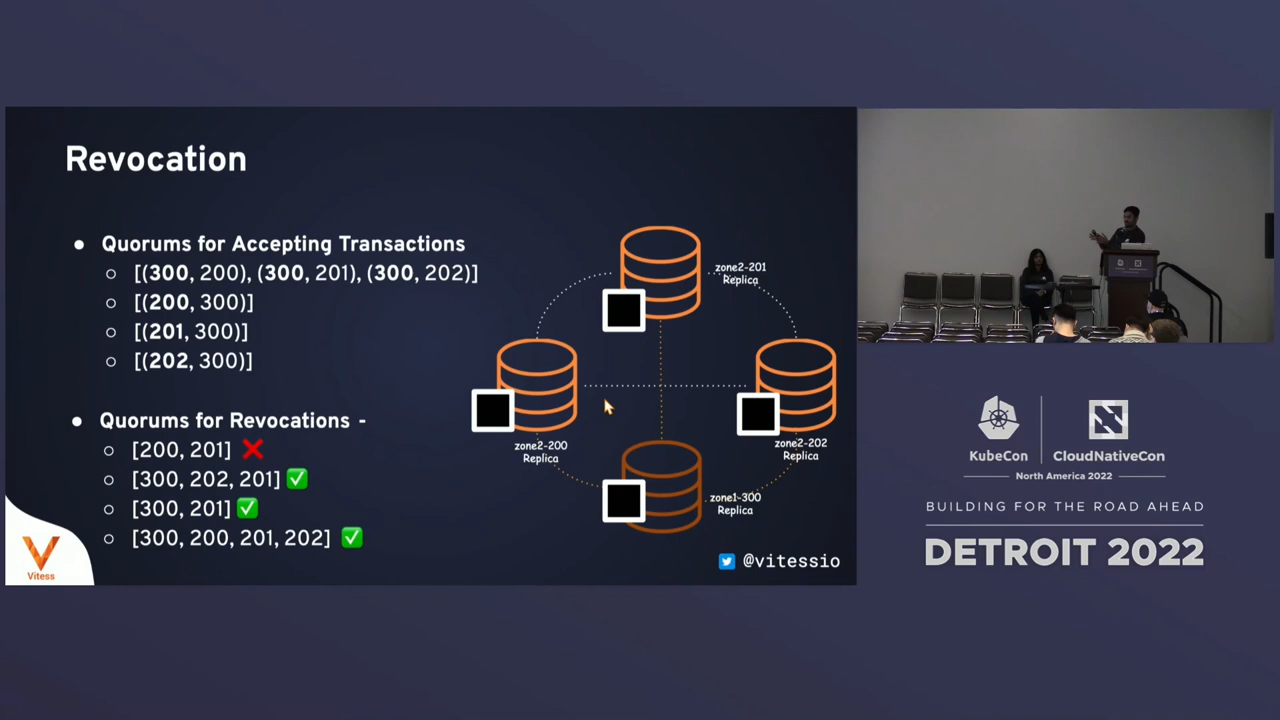 Revocation
● Quorums for Accepting Transactions
○ [(300, 200), (300, 201), (300, 202)]
○ [(200, 300)]
○ [(201, 300)]
○ [(202, 300)]
● Quorums for Revocations -
○ [200, 201] ❌
○ [300, 202, 201] ✅
○ [300, 201] ✅
○ [300, 200, 201, 202] ✅
zone2-201
Replica
zone2-200
Replica
zone2-202
Replica
zone1-300
Replica
Vitess
@vitessio
KubeCon
CloudNativeCon
North America 2022
BUILDING FOR THE ROAD AHEAD
DETROIT 2022